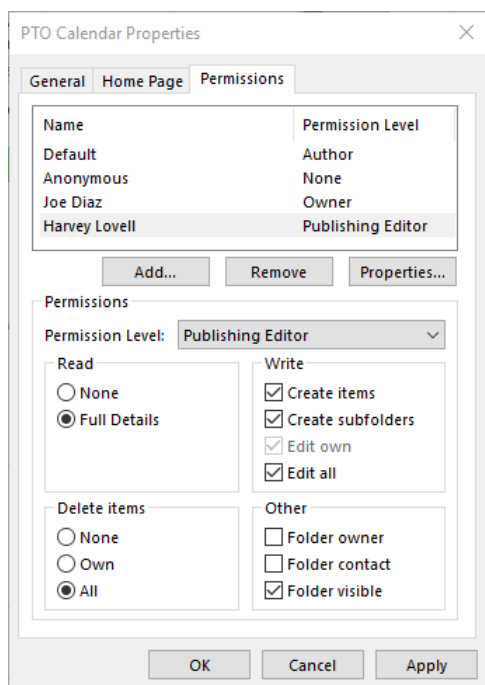 PTO Calendar Properties
General Home Page Permissions
Name Permission Level
Default Author
Anonymous None
Joe Diaz Owner
Harvey Lovell Publishing Editor
Add... Remove Properties...
Permissions
Permission Level: Publishing Editor
Read Write
None Create items
Full Details Create subfolders
Edit own
Edit all
Delete items Other
None Folder owner
Own Folder contact
All Folder visible
OK Cancel Apply